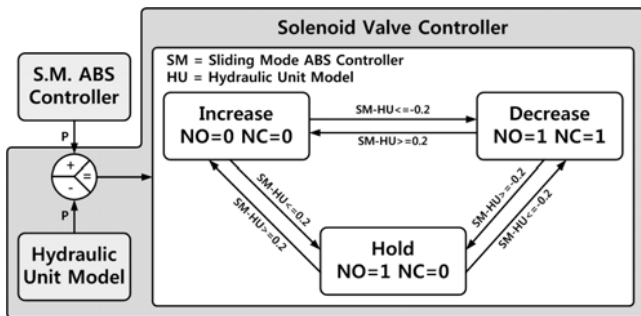 Solenoid Valve Controller
SM = Sliding Mode ABS Controller
HU = Hydraulic Unit Model
S.M. ABS
Controller
P
+
=
-
P
Hydraulic
Unit Model
Increase
NO=0 NC=0
SM-HU<=-0.2
SM-HU>=0.2
Decrease
NO=1 NC=1
SM-HU<=0.2
SM-HU>=0.2
SM-HU>=-0.2
SM-HU<=-0.2
Hold
NO=1 NC=0